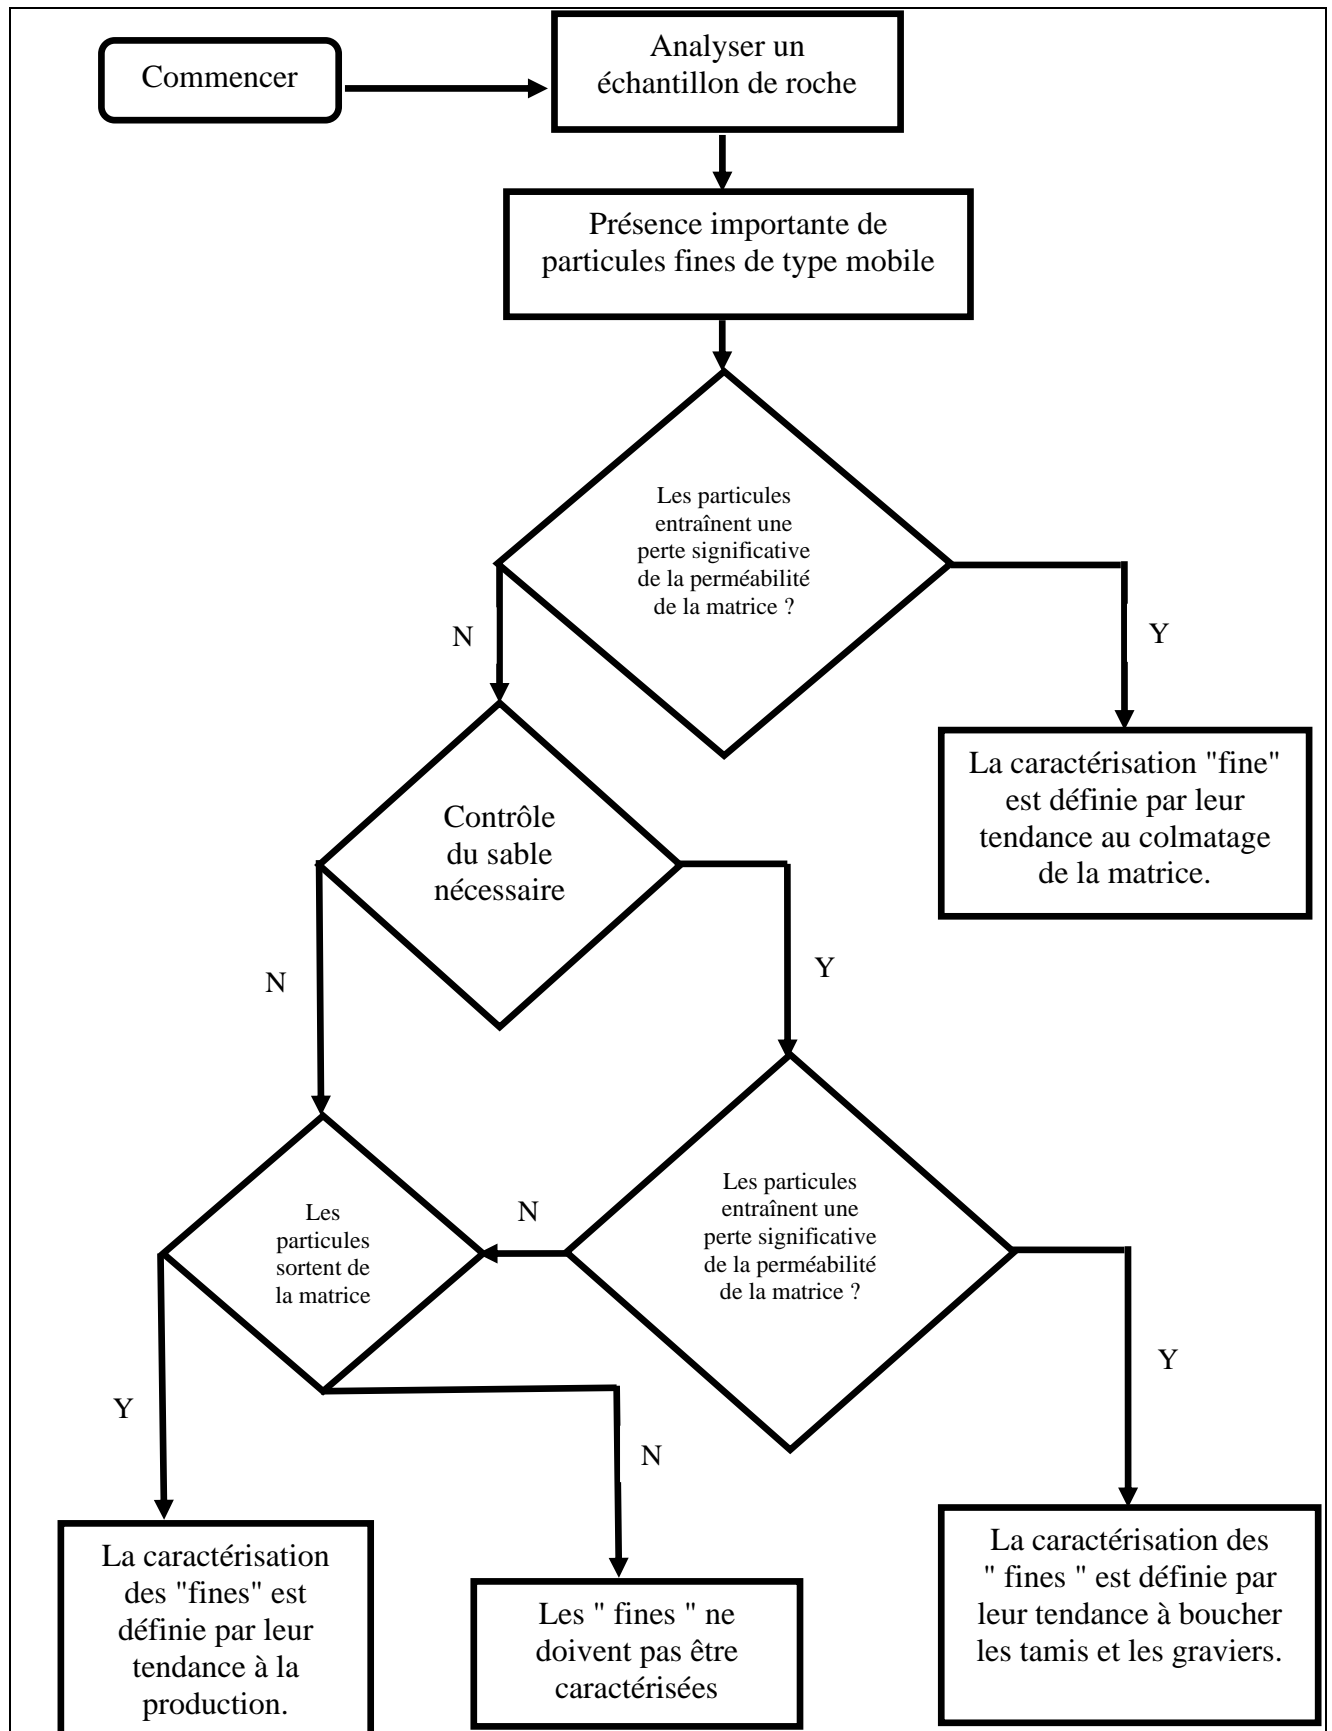 Commencer
Analyser un
échantillon de roche
Présence importante de
particules fines de type mobile
Les particules
entraînent une
perte significative
de la perméabilité
de la matrice ?
N
Y
La caractérisation "fine"
est définie par leur
tendance au colmatage
de la matrice.
Contrôle
du sable
nécessaire
N
Y
Les
particules
sortent de
la matrice
N
Les particules
entraînent une
perte significative
de la perméabilité
de la matrice ?
Y
Y
N
La caractérisation
des "fines" est
définie par leur
tendance à la
production.
Les " fines " ne
doivent pas être
caractérisées
La caractérisation des
" fines " est définie par
leur tendance à boucher
les tamis et les graviers.